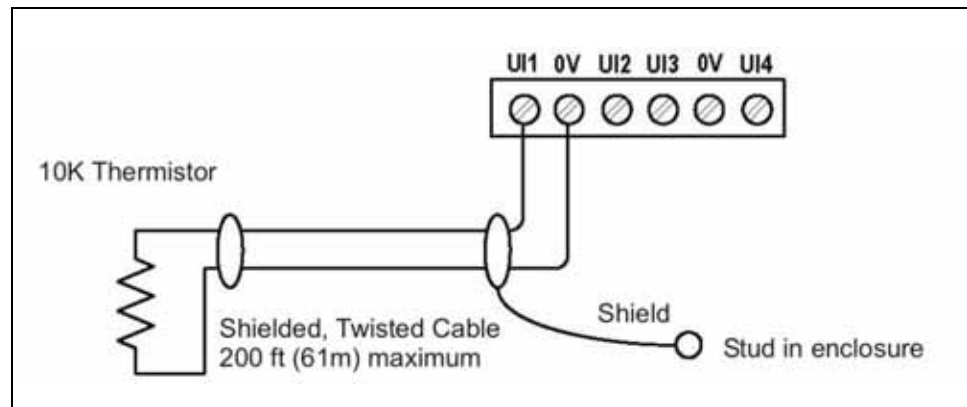 UI1 0V UI2 UI3 0V UI4
10K Thermistor
Shielded, Twisted Cable
200 ft (61m) maximum
Shield
Stud in enclosure